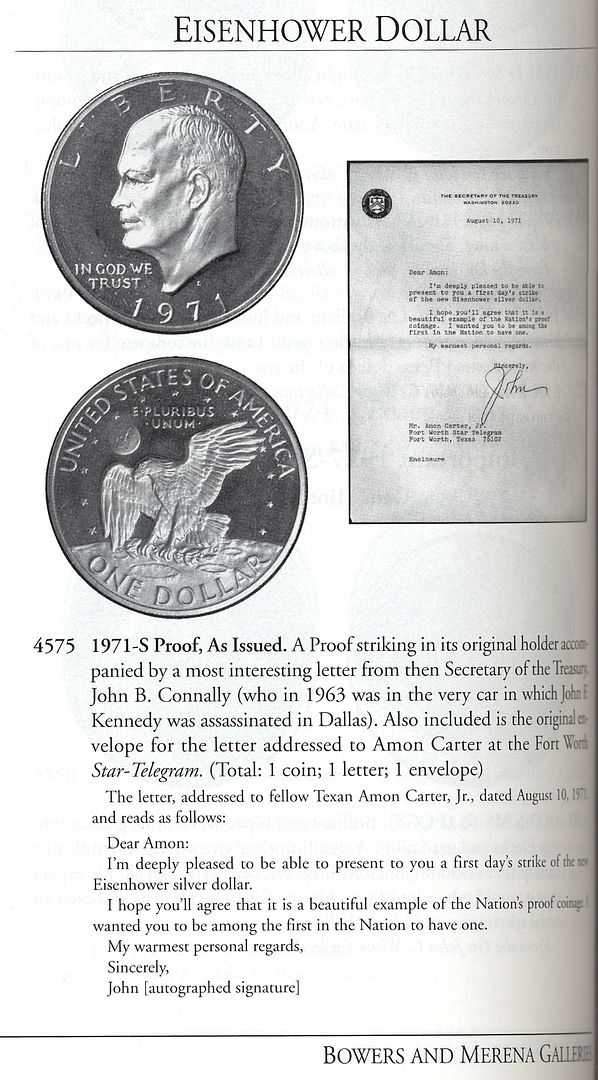 EISENHOWER DOLLAR
LIBERTY
IN GOD WE
TRUST
1971
UNITED STATES OF AMERICA
E·PLURIBUS
·UNUM·
ONE DOLLAR
THE SECRETARY OF THE TREASURY
WASHINGTON 20220
August 10, 1971
Dear Amon:
I'm deeply pleased to be able to
present to you a first day's strike
of the new Eisenhower silver dollar.
I hope you'll agree that it is a
beautiful example of the Nation's proof
coinage. I wanted you to be among the
first in the Nation to have one.
My warmest personal regards.
Sincerely,
John
Mr. Amon Carter, Jr.
Fort Worth Star Telegram
Fort Worth, Texas 76102
Enclosure
4575 1971-S Proof, As Issued. A Proof striking in its original holder accom-
panied by a most interesting letter from then Secretary of the Treasury
John B. Connally (who in 1963 was in the very car in which John F.
Kennedy was assassinated in Dallas). Also included is the original en-
velope for the letter addressed to Amon Carter at the Fort Worth
Star-Telegram. (Total: 1 coin; 1 letter; 1 envelope)
The letter, addressed to fellow Texan Amon Carter, Jr., dated August 10, 1971,
and reads as follows:
Dear Amon:
I'm deeply pleased to be able to present to you a first day's strike of the new
Eisenhower silver dollar.
I hope you'll agree that it is a beautiful example of the Nation's proof coinage. I
wanted you to be among the first in the Nation to have one.
My warmest personal regards,
Sincerely,
John [autographed signature]
BOWERS AND MERENA GALLERIES